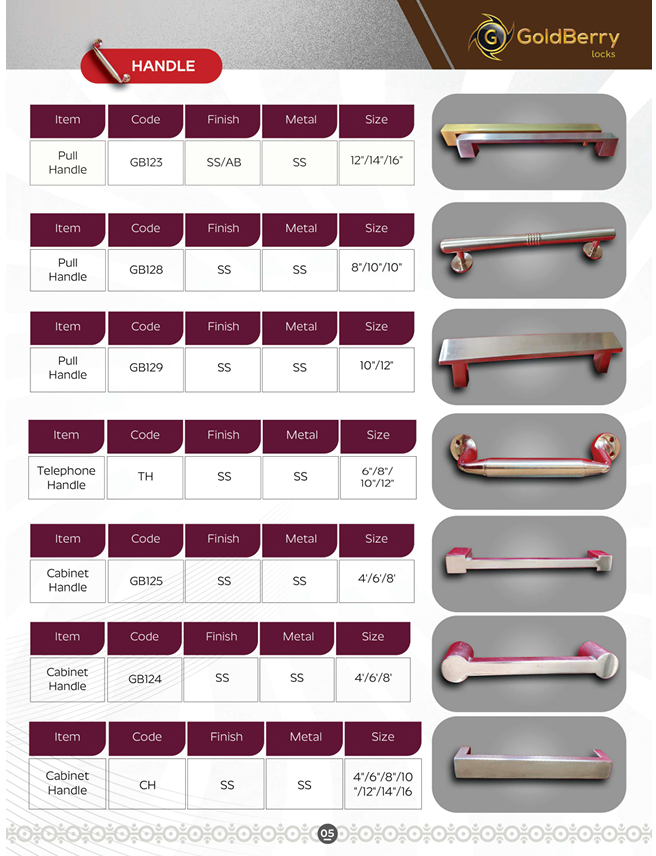 G
GoldBerry
locks
HANDLE
Item Code Finish Metal Size
Pull
Handle
GB123 SS/AB SS 12"/14"/16"
Item Code Finish Metal Size
Pull
Handle
GB128 SS SS 8"/10"/10"
Item Code Finish Metal Size
Pull
Handle
GB129 SS SS 10"/12"
Item Code Finish Metal Size
Telephone
Handle
TH SS SS
6"/8"/
10"/12"
Item Code Finish Metal Size
Cabinet
Handle
GB125 SS SS 4'/6'/8'
Item Code Finish Metal Size
Cabinet
Handle
GB124 SS SS 4'/6'/8'
Item Code Finish Metal Size
Cabinet
Handle
CH SS SS
4"/6"/8"/10
"/12"/14"/16
05